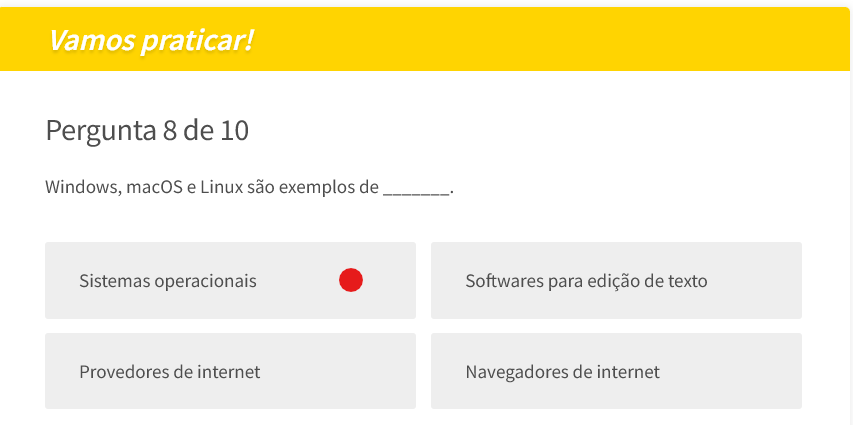 Vamos praticar!
Pergunta 8 de 10
Windows, macOS e Linux são exemplos de _______.
Sistemas operacionais
Softwares para edição de texto
Provedores de internet
Navegadores de internet